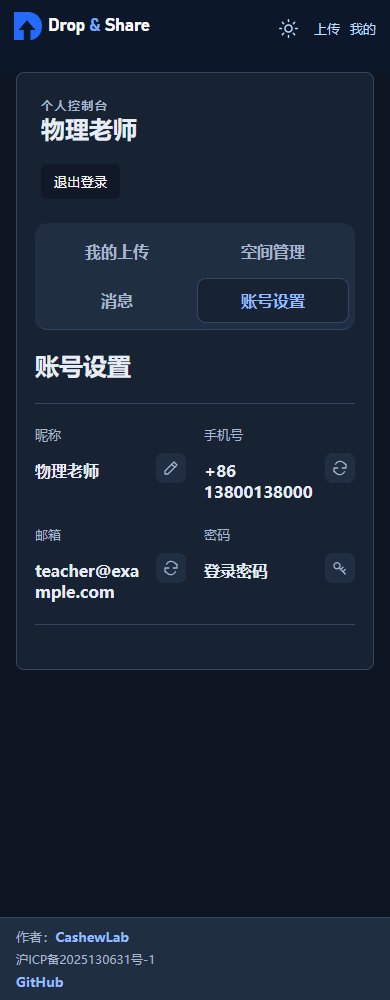 Drop & Share
上传 我的
个人控制台
物理老师
退出登录
我的上传 空间管理
消息 账号设置
账号设置
昵称
物理老师
手机号
+86
13800138000
邮箱
teacher@exa
mple.com
密码
登录密码
作者：CashewLab
沪ICP备2025130631号-1
GitHub